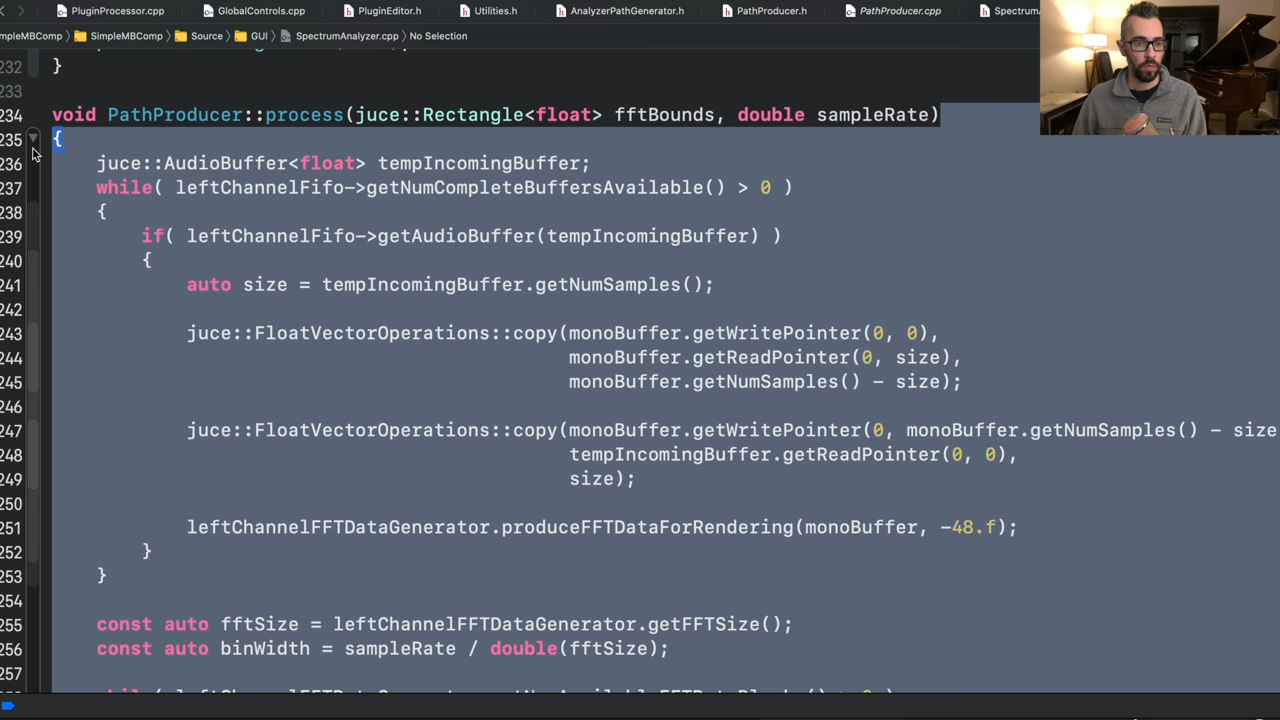 PluginProcessor.cpp GlobalControls.cpp PluginEditor.h Utilities.h AnalyzerPathGenerator.h PathProducer.h PathProducer.cpp
SimpleMBComp Source GUI SpectrumAnalyzer.cpp No Selection
232 }
233
234 void PathProducer::process(juce::Rectangle<float> fftBounds, double sampleRate)
235 {
236 juce::AudioBuffer<float> tempIncomingBuffer;
237 while( leftChannelFifo->getNumCompleteBuffersAvailable() > 0 )
238 {
239 if( leftChannelFifo->getAudioBuffer(tempIncomingBuffer) )
240 {
241 auto size = tempIncomingBuffer.getNumSamples();
242
243 juce::FloatVectorOperations::copy(monoBuffer.getWritePointer(0, 0),
244 monoBuffer.getReadPointer(0, size),
245 monoBuffer.getNumSamples() - size);
246
247 juce::FloatVectorOperations::copy(monoBuffer.getWritePointer(0, monoBuffer.getNumSamples() - size
248 tempIncomingBuffer.getReadPointer(0, 0),
249 size);
250
251 leftChannelFFTDataGenerator.produceFFTDataForRendering(monoBuffer, -48.f);
252 }
253 }
254
255 const auto fftSize = leftChannelFFTDataGenerator.getFFTSize();
256 const auto binWidth = sampleRate / double(fftSize);
257